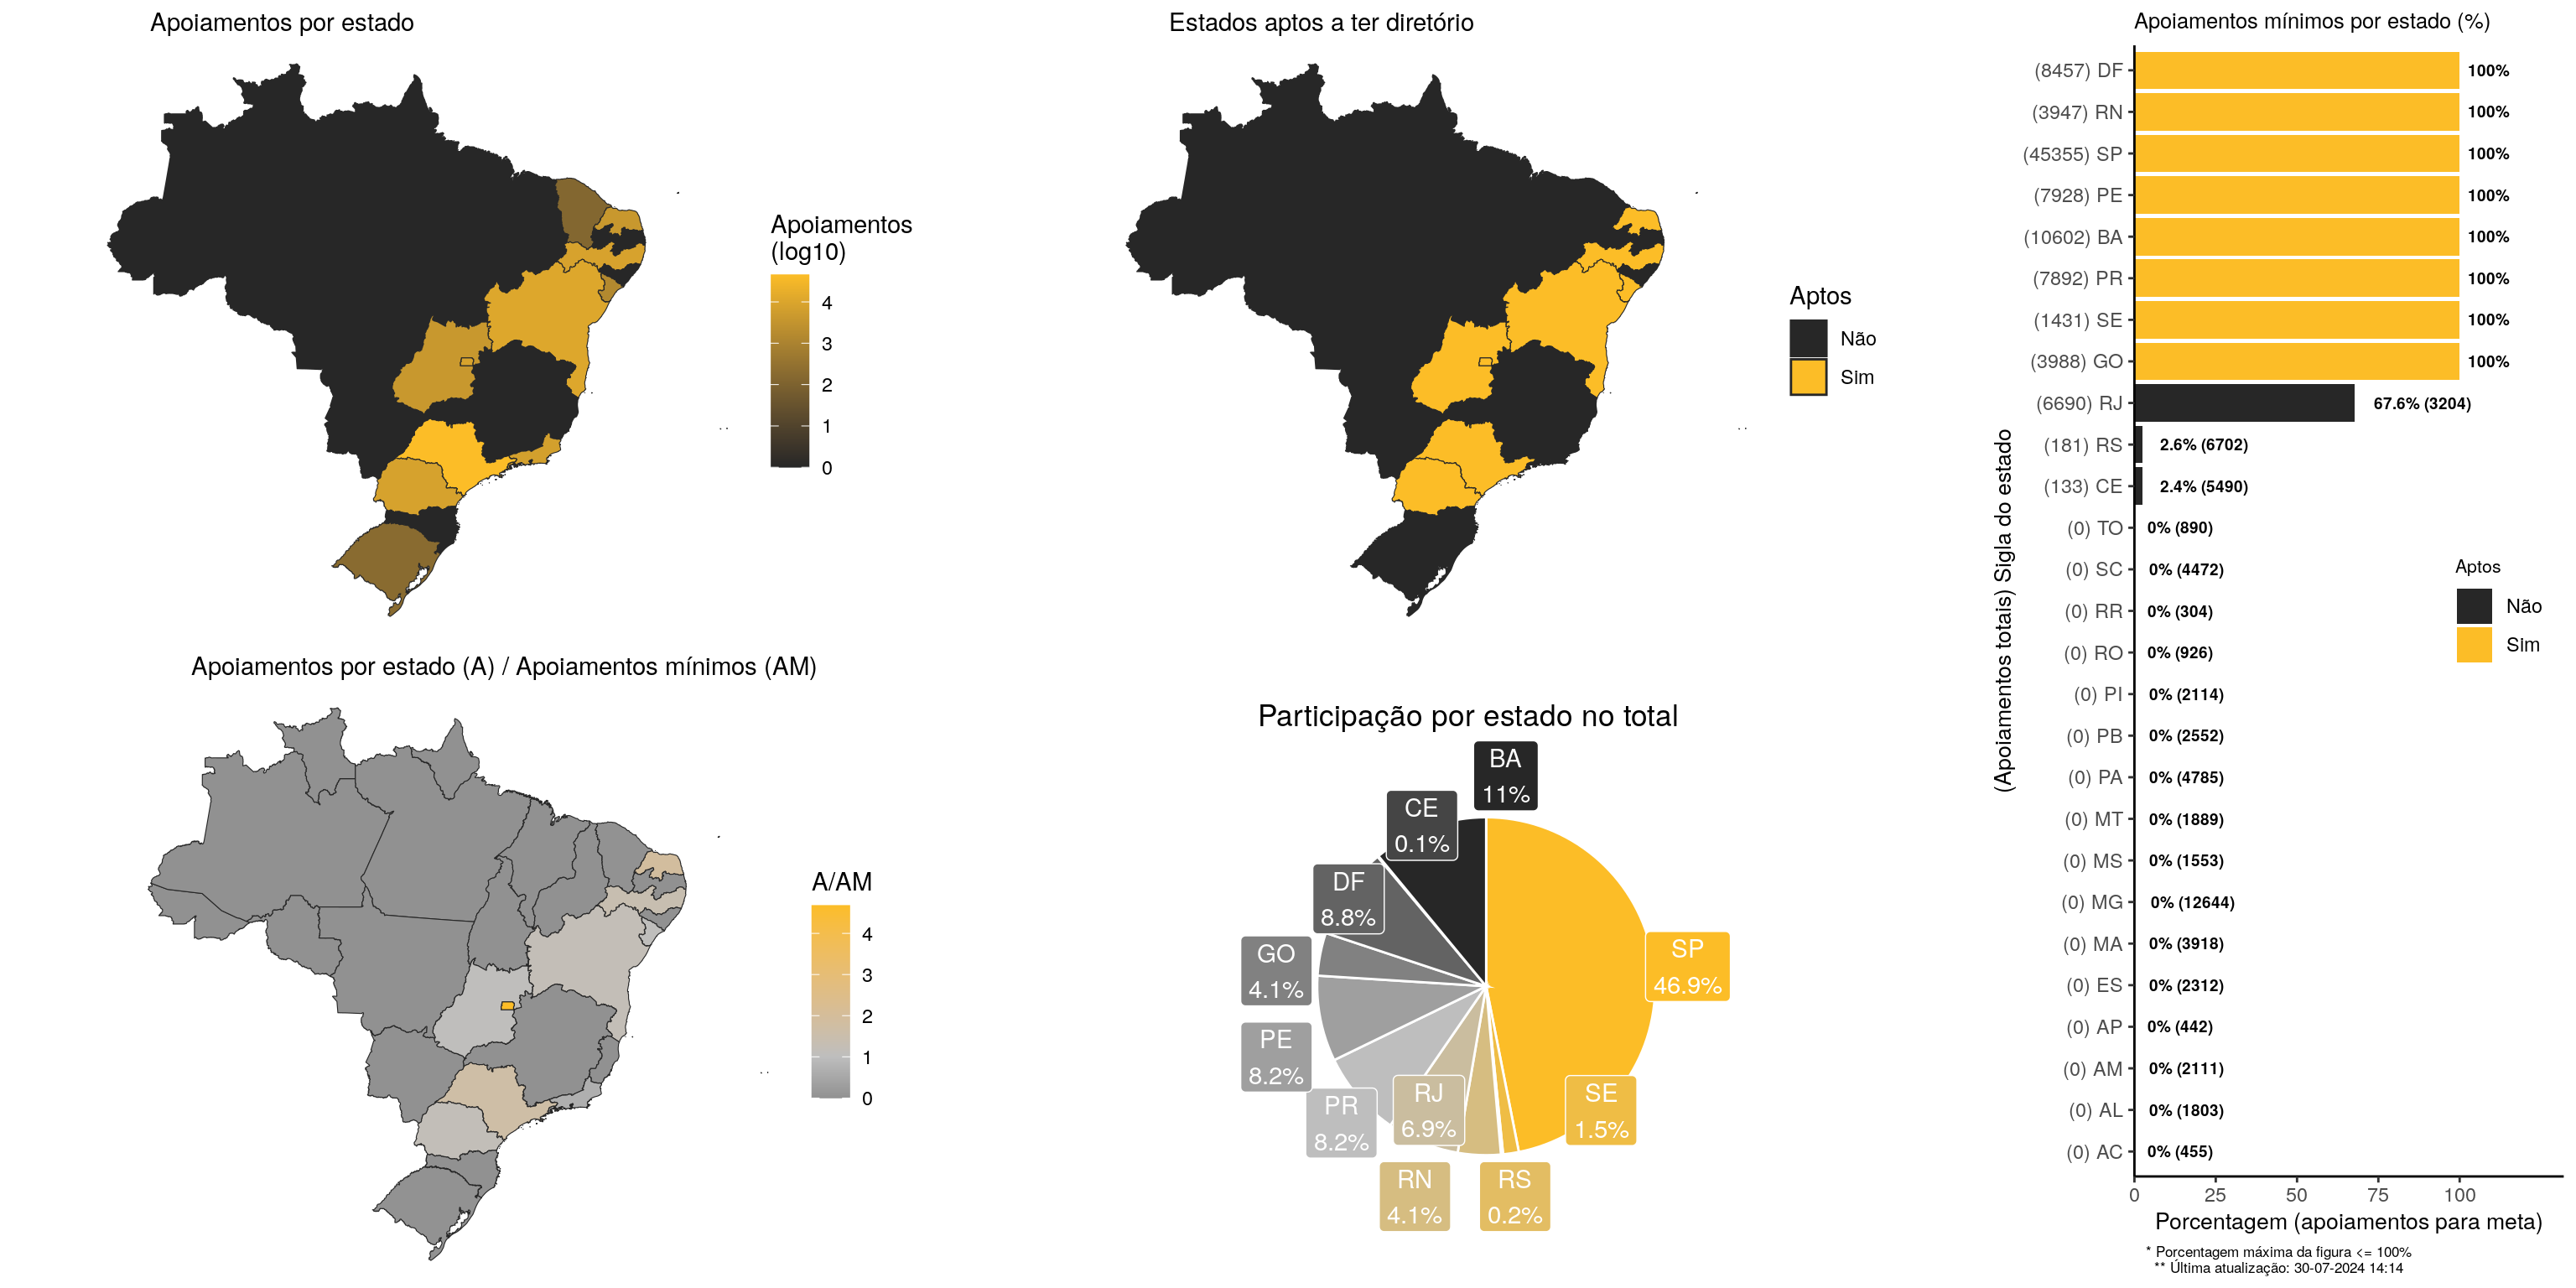 Apoiamentos por estado
Apoiamentos
(log10)
4
3
2
1
0
Estados aptos a ter diretório
Aptos
Não
Sim
Apoiamentos por estado (A) / Apoiamentos mínimos (AM)
A/AM
4
3
2
1
0
Participação por estado no total
BA
11%
CE
0.1%
DF
8.8%
GO
4.1%
PE
8.2%
PR
8.2%
RJ
6.9%
RN
4.1%
RS
0.2%
SE
1.5%
SP
46.9%
Apoiamentos mínimos por estado (%)
(Apoiamentos totais) Sigla do estado
(8457) DF 100%
(3947) RN 100%
(45355) SP 100%
(7928) PE 100%
(10602) BA 100%
(7892) PR 100%
(1431) SE 100%
(3988) GO 100%
(6690) RJ 67.6% (3204)
(181) RS 2.6% (6702)
(133) CE 2.4% (5490)
(0) TO 0% (890)
(0) SC 0% (4472)
(0) RR 0% (304)
(0) RO 0% (926)
(0) PI 0% (2114)
(0) PB 0% (2552)
(0) PA 0% (4785)
(0) MT 0% (1889)
(0) MS 0% (1553)
(0) MG 0% (12644)
(0) MA 0% (3918)
(0) ES 0% (2312)
(0) AP 0% (442)
(0) AM 0% (2111)
(0) AL 0% (1803)
(0) AC 0% (455)
Aptos
Não
Sim
0 25 50 75 100
Porcentagem (apoiamentos para meta)
* Porcentagem máxima da figura <= 100%
** Última atualização: 30-07-2024 14:14